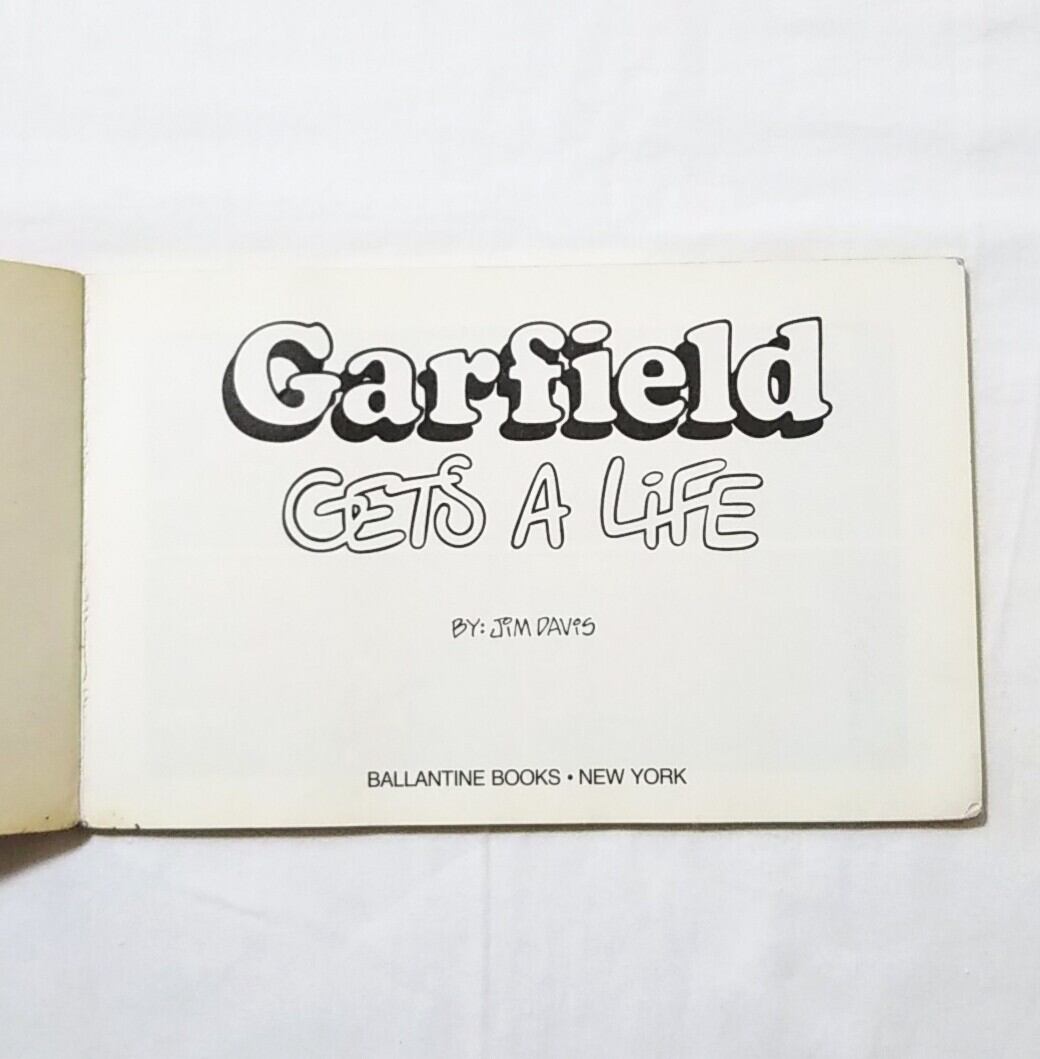 Garfield
GETS A LiFE
BY: JiM DAViS
BALLANTINE BOOKS • NEW YORK